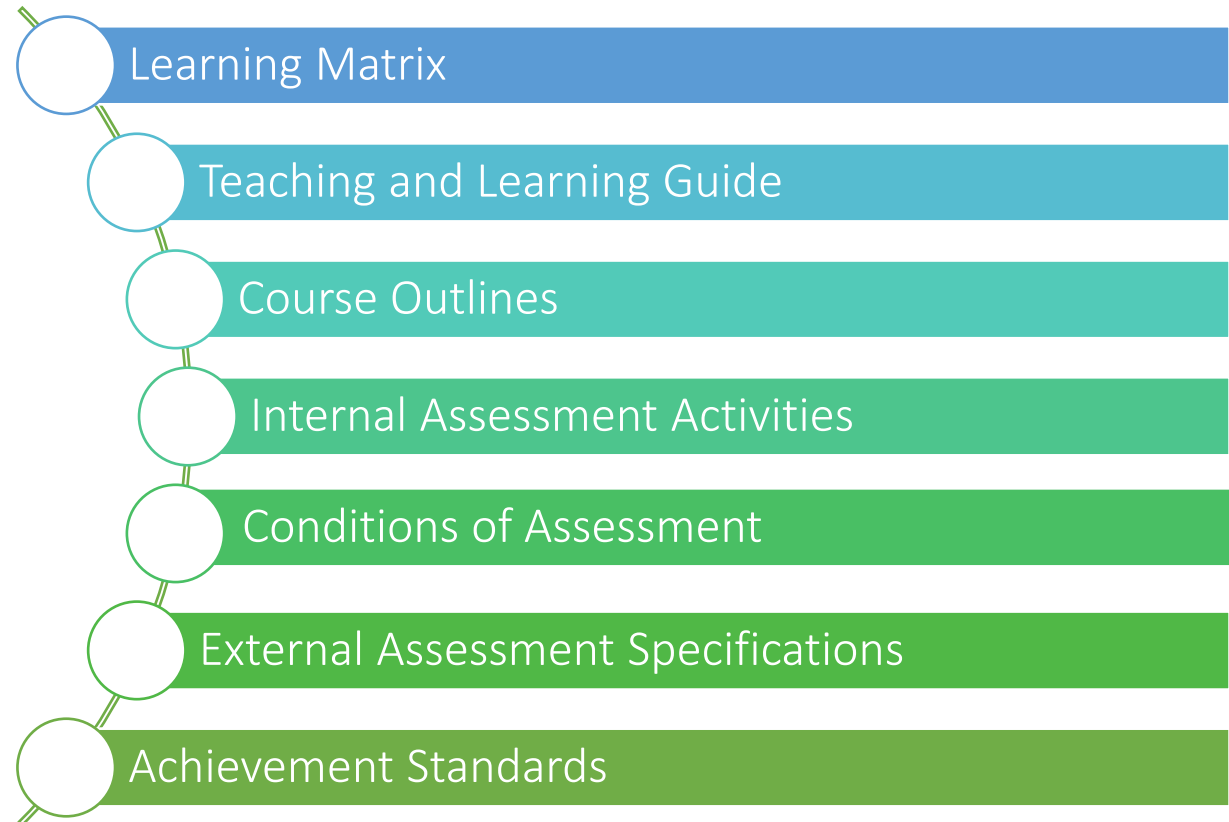 Learning Matrix
Teaching and Learning Guide
Course Outlines
Internal Assessment Activities
Conditions of Assessment
External Assessment Specifications
Achievement Standards